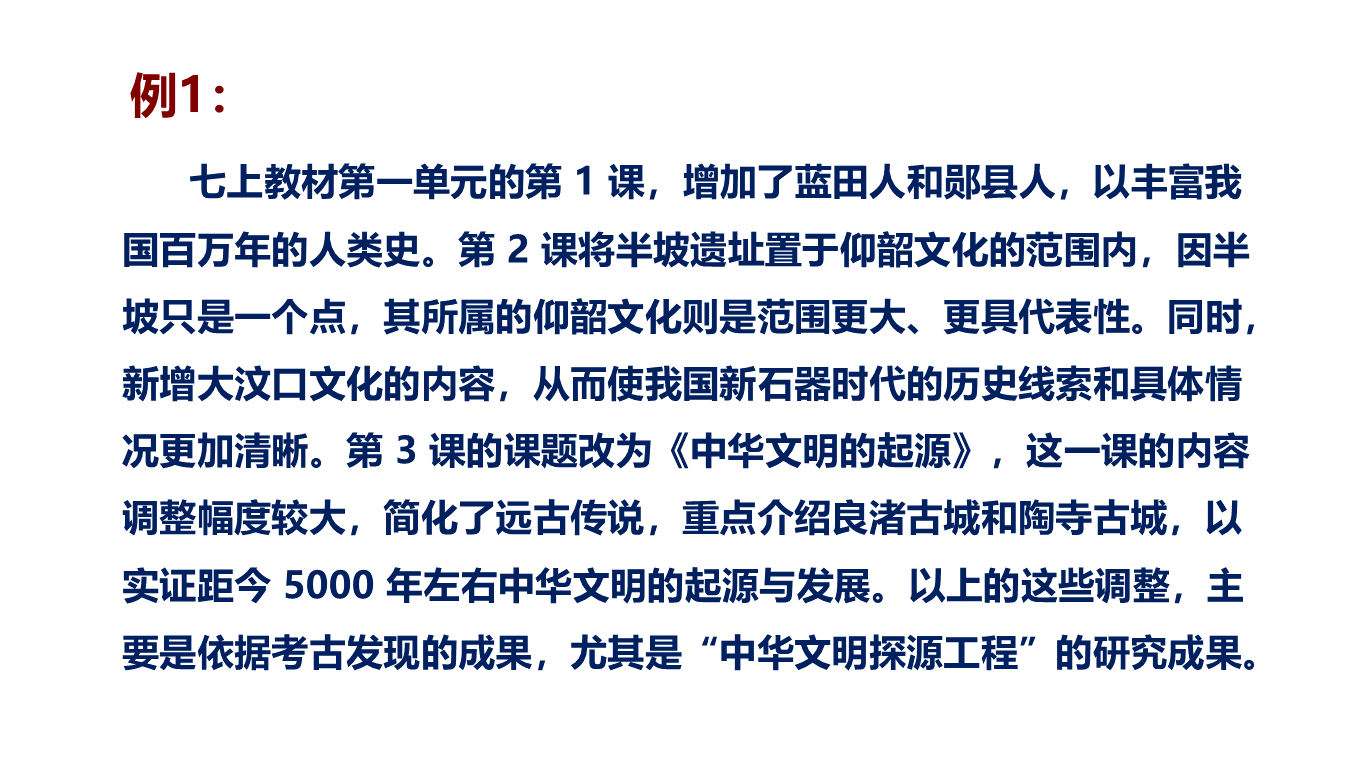 例1：
七上教材第一单元的第 1 课，增加了蓝田人和郧县人，以丰富我
国百万年的人类史。第 2 课将半坡遗址置于仰韶文化的范围内，因半
坡只是一个点，其所属的仰韶文化则是范围更大、更具代表性。同时，
新增大汶口文化的内容，从而使我国新石器时代的历史线索和具体情
况更加清晰。第 3 课的课题改为《中华文明的起源》，这一课的内容
调整幅度较大，简化了远古传说，重点介绍良渚古城和陶寺古城，以
实证距今 5000 年左右中华文明的起源与发展。以上的这些调整，主
要是依据考古发现的成果，尤其是“中华文明探源工程”的研究成果。